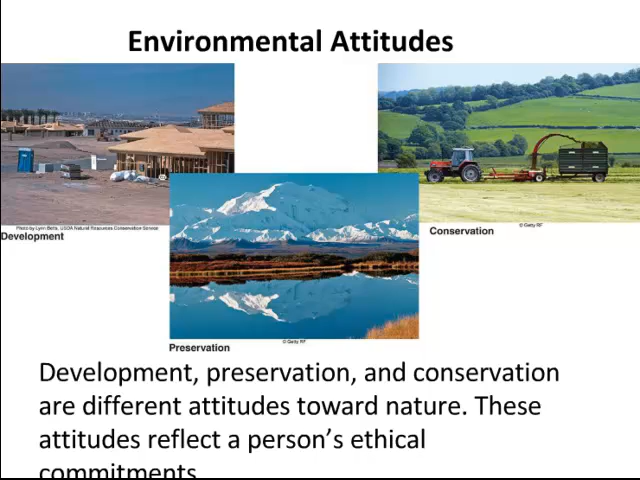 Environmental Attitudes
Photo by Lynn Betts, USDA Natural Resources Conservation Service
Development
© Getty RF
Conservation
© Getty RF
Preservation
Development, preservation, and conservation
are different attitudes toward nature. These
attitudes reflect a person’s ethical
commitments